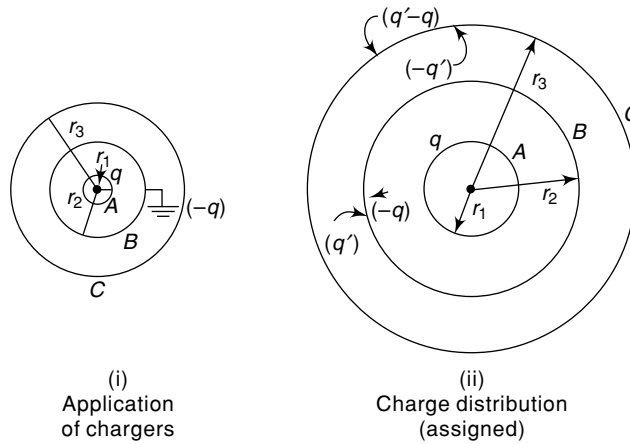 r3
r1
q
r2
A
(–q)
B
C
(i)
Application
of chargers
(q'–q)
(–q')
r3
q
A
B
r2
r1
(–q)
(q')
(ii)
Charge distribution
(assigned)